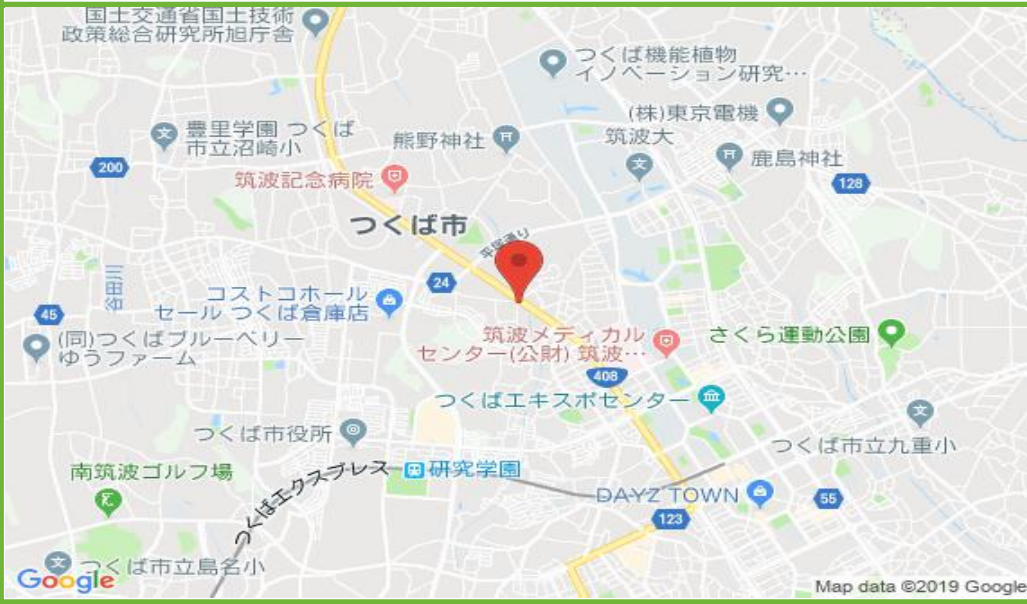 国土交通省国土技術
政策総合研究所旭庁舎
つくば機能植物
イノベーション研究…
(株)東京電機
筑波大
豊里学園 つくば
市立沼崎小
熊野神社
鹿島神社
200
筑波記念病院
128
つくば市
平塚通り
24
谷田川
コストコホール
セール つくば倉庫店
45
(同)つくばブルーベリー
ゆうファーム
筑波メディカル
センター(公財) 筑波…
さくら運動公園
408
つくばエキスポセンター
つくば市役所
つくば市立九重小
南筑波ゴルフ場
つくばエクスプレス
研究学園
DAYZ TOWN
55
123
つくば市立島名小
Google
Map data ©2019 Google